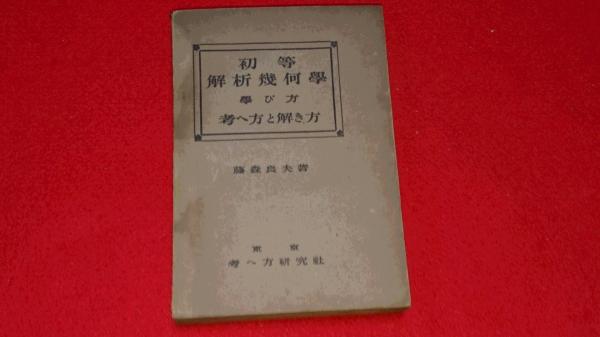 初等
解析幾何學
學び方
考へ方と解き方
藤森良夫著
東京
考へ方研究社